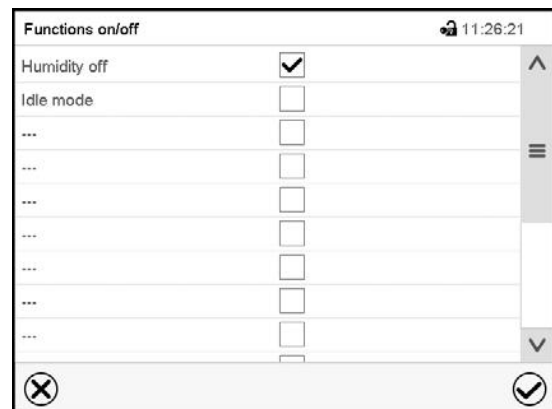 Functions on/off 11:26:21
Humidity off
Idle mode
---
---
---
---
---
---
---